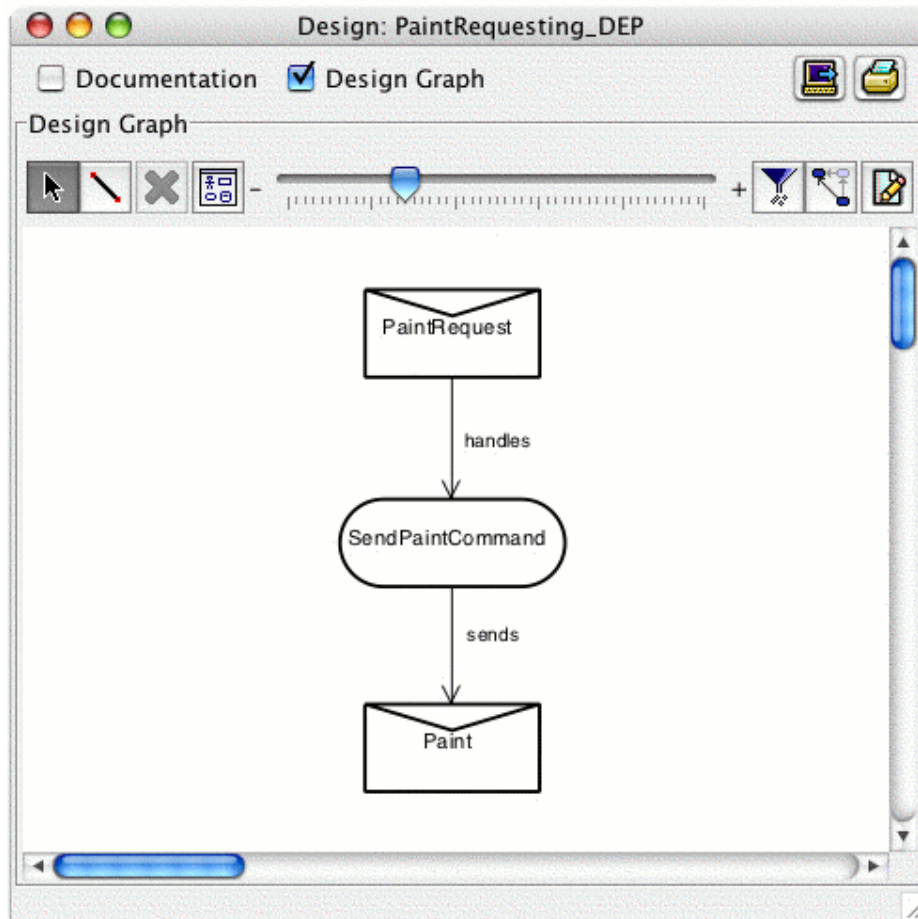 Design: PaintRequesting_DEP
Documentation
Design Graph
Design Graph
- +
PaintRequest
handles
SendPaintCommand
sends
Paint